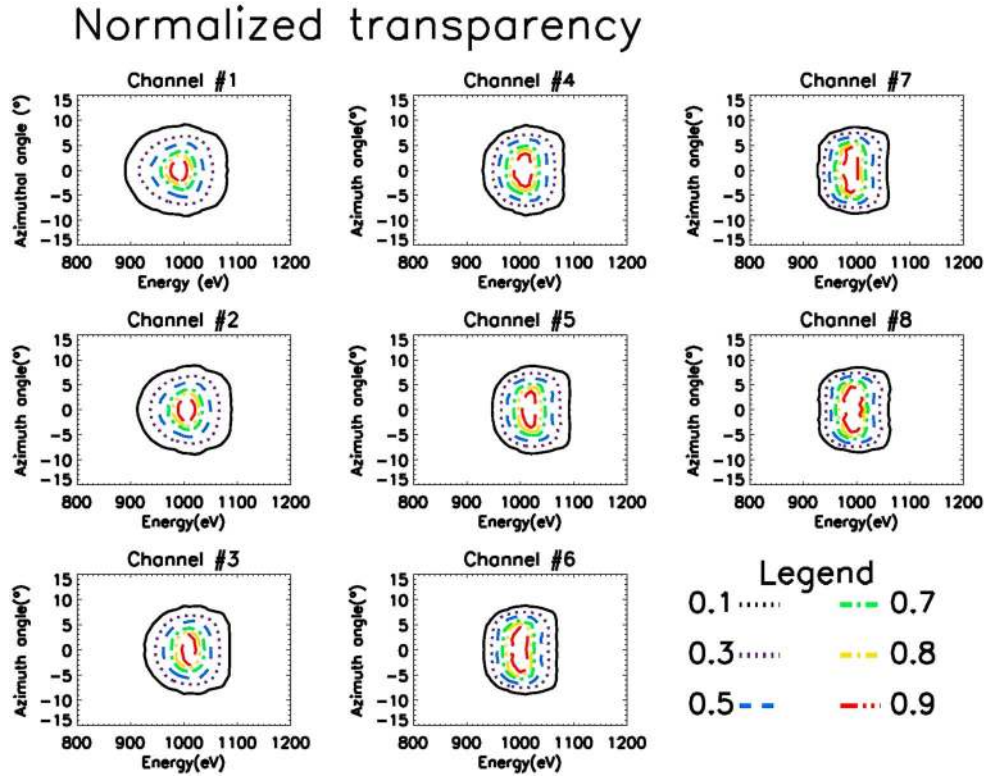 Normalized transparency
Channel #1
15
10
5
0
−5
−10
−15
Azimuthal angle (°)
800 900 1000 1100 1200
Energy (eV)
Channel #4
15
10
5
0
−5
−10
−15
Azimuth angle(°)
800 900 1000 1100 1200
Energy(eV)
Channel #7
15
10
5
0
−5
−10
−15
Azimuth angle(°)
800 900 1000 1100 1200
Energy(eV)
Channel #2
15
10
5
0
−5
−10
−15
Azimuth angle(°)
800 900 1000 1100 1200
Energy(eV)
Channel #5
15
10
5
0
−5
−10
−15
Azimuth angle(°)
800 900 1000 1100 1200
Energy(eV)
Channel #8
15
10
5
0
−5
−10
−15
Azimuth angle(°)
800 900 1000 1100 1200
Energy(eV)
Channel #3
15
10
5
0
−5
−10
−15
Azimuth angle(°)
800 900 1000 1100 1200
Energy(eV)
Channel #6
15
10
5
0
−5
−10
−15
Azimuth angle(°)
800 900 1000 1100 1200
Energy(eV)
Legend
0.1 0.7
0.3 0.8
0.5 0.9